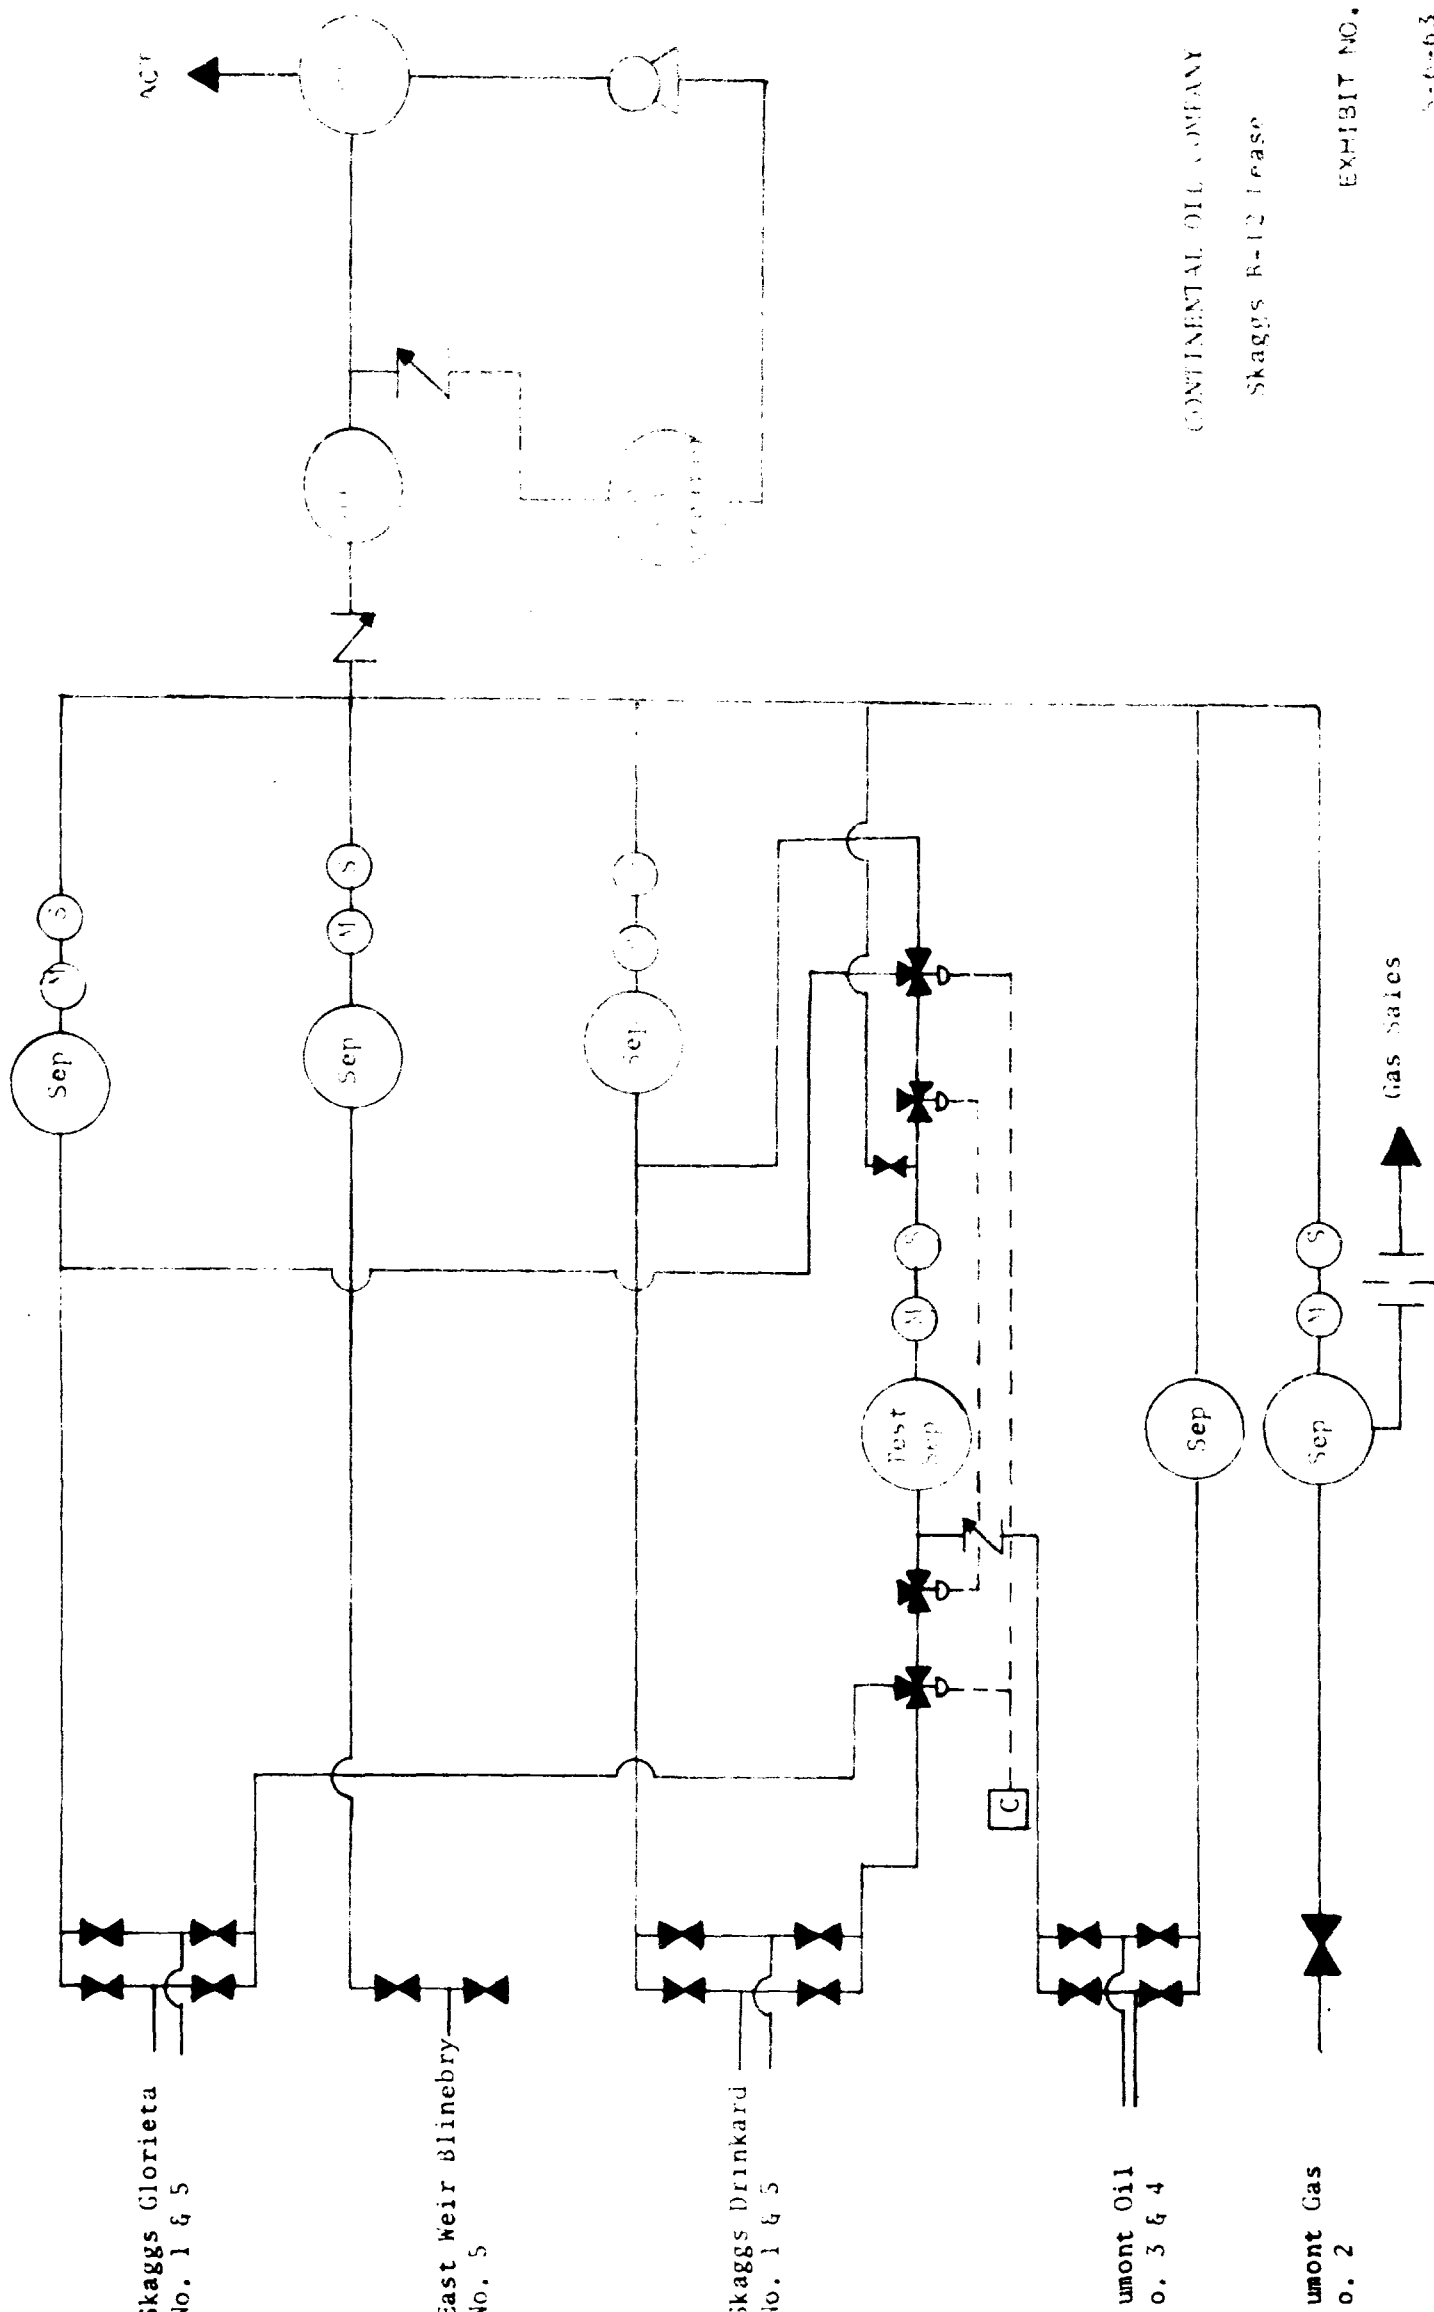 Skaggs Glorieta
No. 1 & 5
East Weir Blinebry
No. 5
Skaggs Drinkard
No. 1 & 5
umont Oil
o. 3 & 4
umont Gas
o. 2
Sep
M
S
Sep
M
S
Sep
Test
Sep
M
S
C
Sep
Sep
M
S
Gas Sales
ACT
CONTINENTAL OIL COMPANY
Skaggs B-12 Lease
EXHIBIT NO.